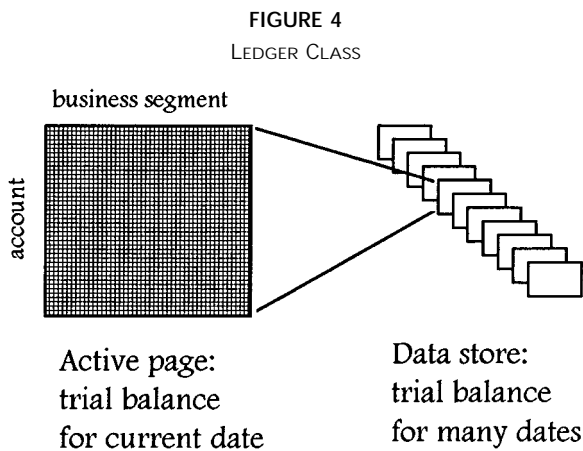 FIGURE 4
LEDGER CLASS
business segment
account
Active page:
trial balance
for current date
Data store:
trial balance
for many dates